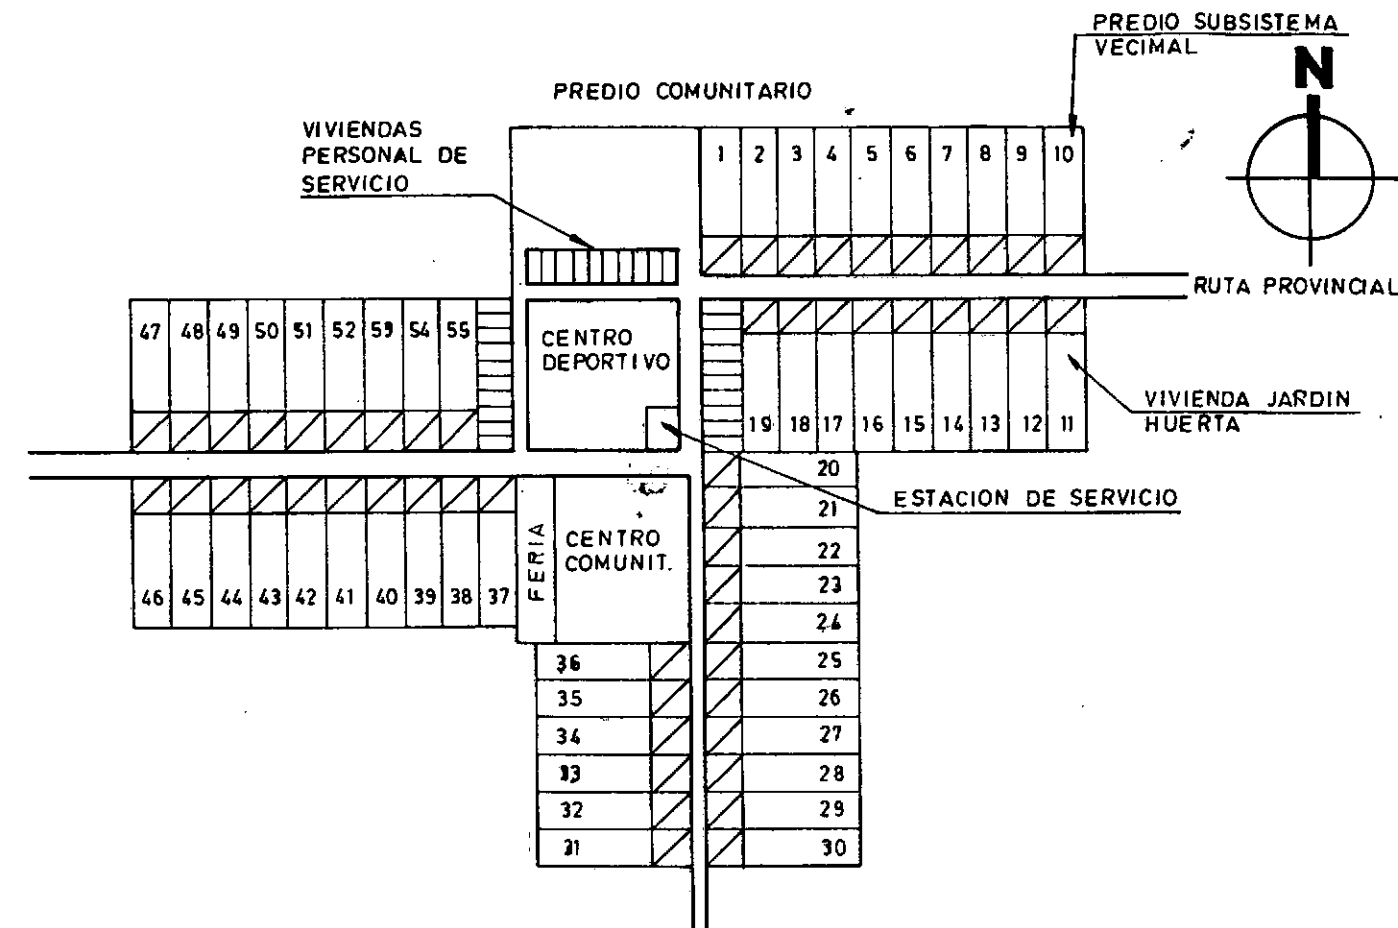 PREDIO SUBSISTEMA
VECIMAL
N
PREDIO COMUNITARIO
VIVIENDAS
PERSONAL DE
SERVICIO
1 2 3 4 5 6 7 8 9 10
RUTA PROVINCIAL
47 48 49 50 51 52 53 54 55
CENTRO
DEPORTIVO
VIVIENDA JARDIN
HUERTA
19 18 17 16 15 14 13 12 11
20
ESTACION DE SERVICIO
21
FERIA
CENTRO
COMUNIT.
22
23
46 45 44 43 42 41 40 39 38 37
24
36 25
35 26
34 27
33 28
32 29
31 30